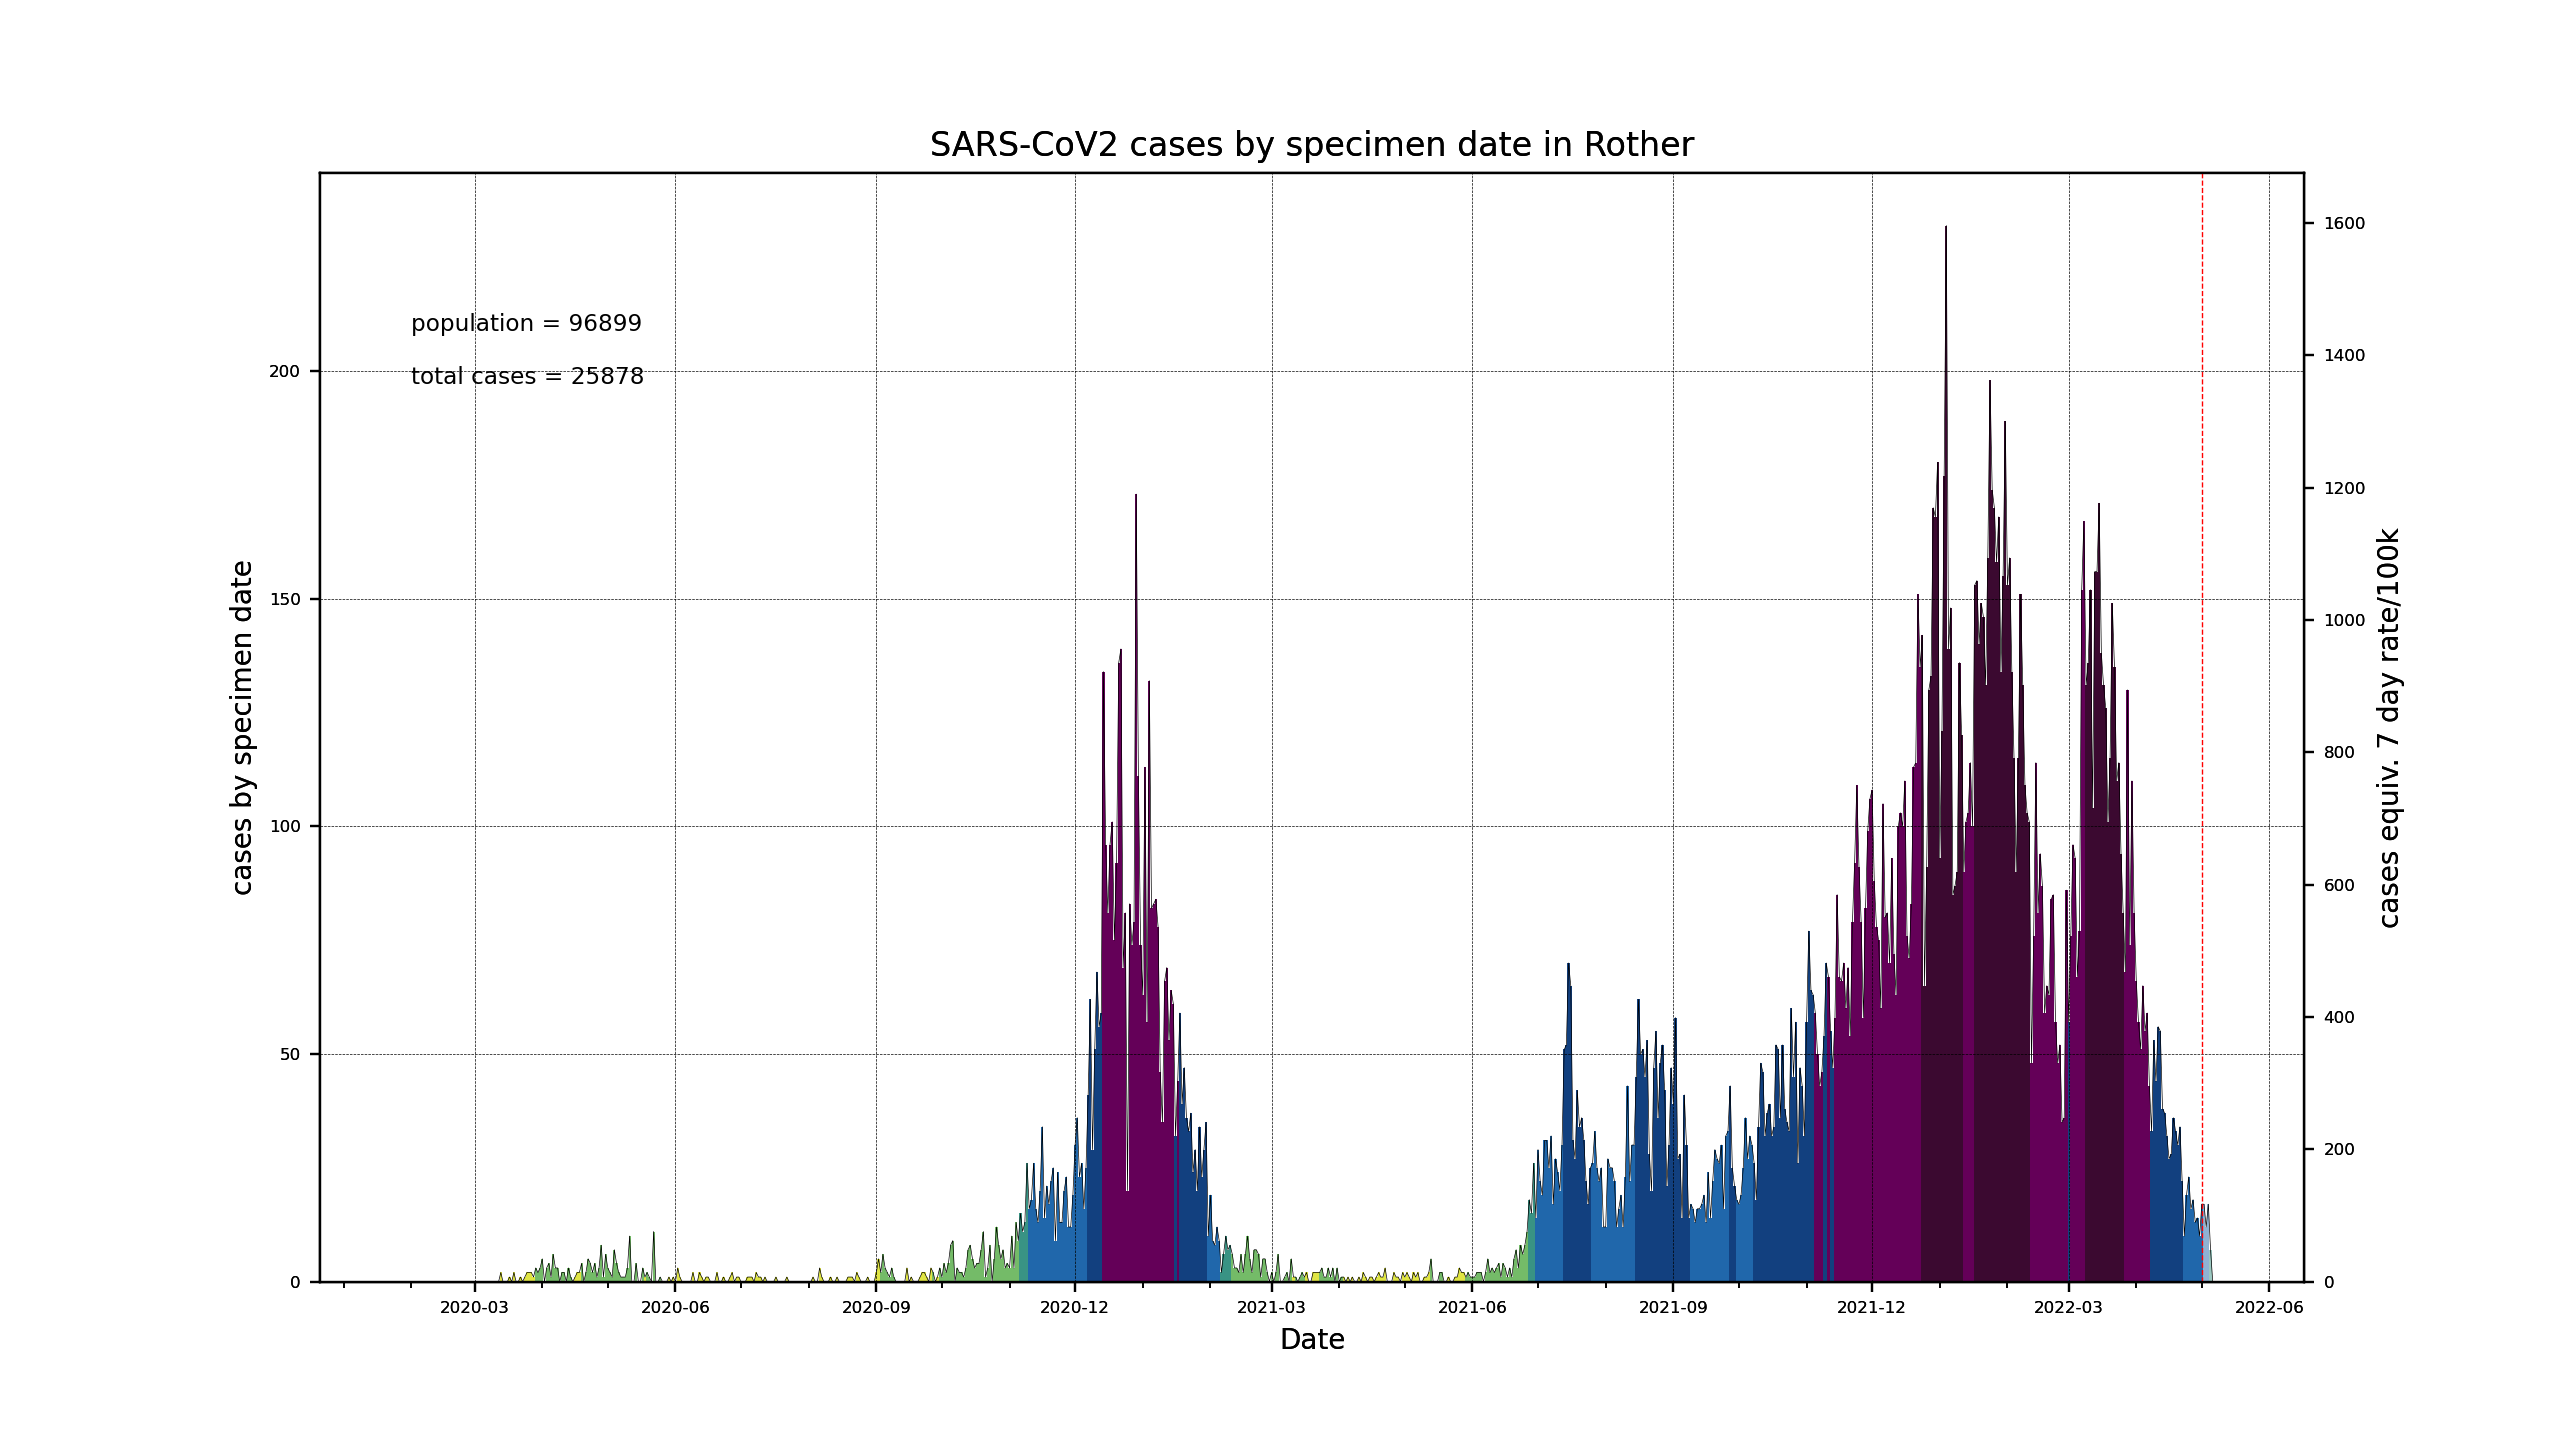 SARS-CoV2 cases by specimen date in Rother
population = 96899
total cases = 25878
cases by specimen date
200
150
100
50
0
1600
1400
1200
1000
800
600
400
200
0
cases equiv. 7 day rate/100k
2020-03 2020-06 2020-09 2020-12 2021-03 2021-06 2021-09 2021-12 2022-03 2022-06
Date